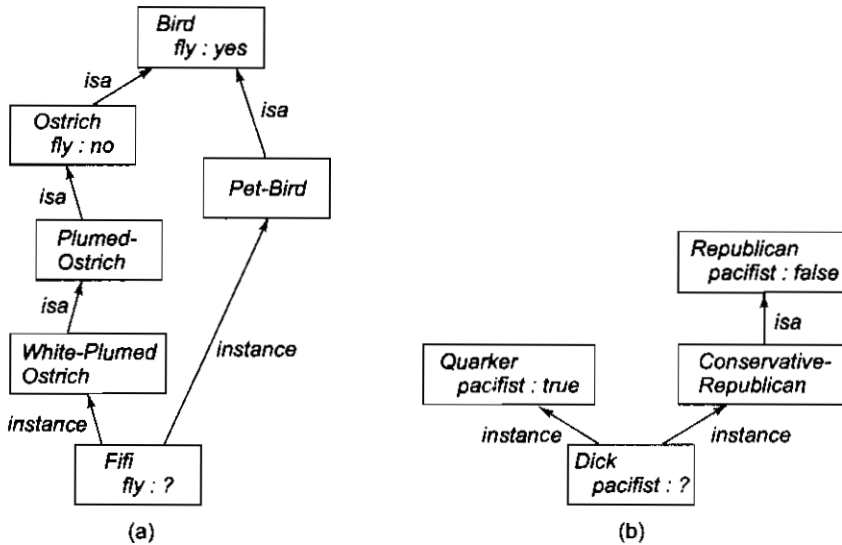 Bird
fly : yes
isa
isa
Ostrich
fly : no
Pet-Bird
isa
Plumed-
Ostrich
isa
White-Plumed
Ostrich
instance
instance
Fifi
fly : ?
(a)
Republican
pacifist : false
isa
Quarker
pacifist : true
Conservative-
Republican
instance
instance
Dick
pacifist : ?
(b)